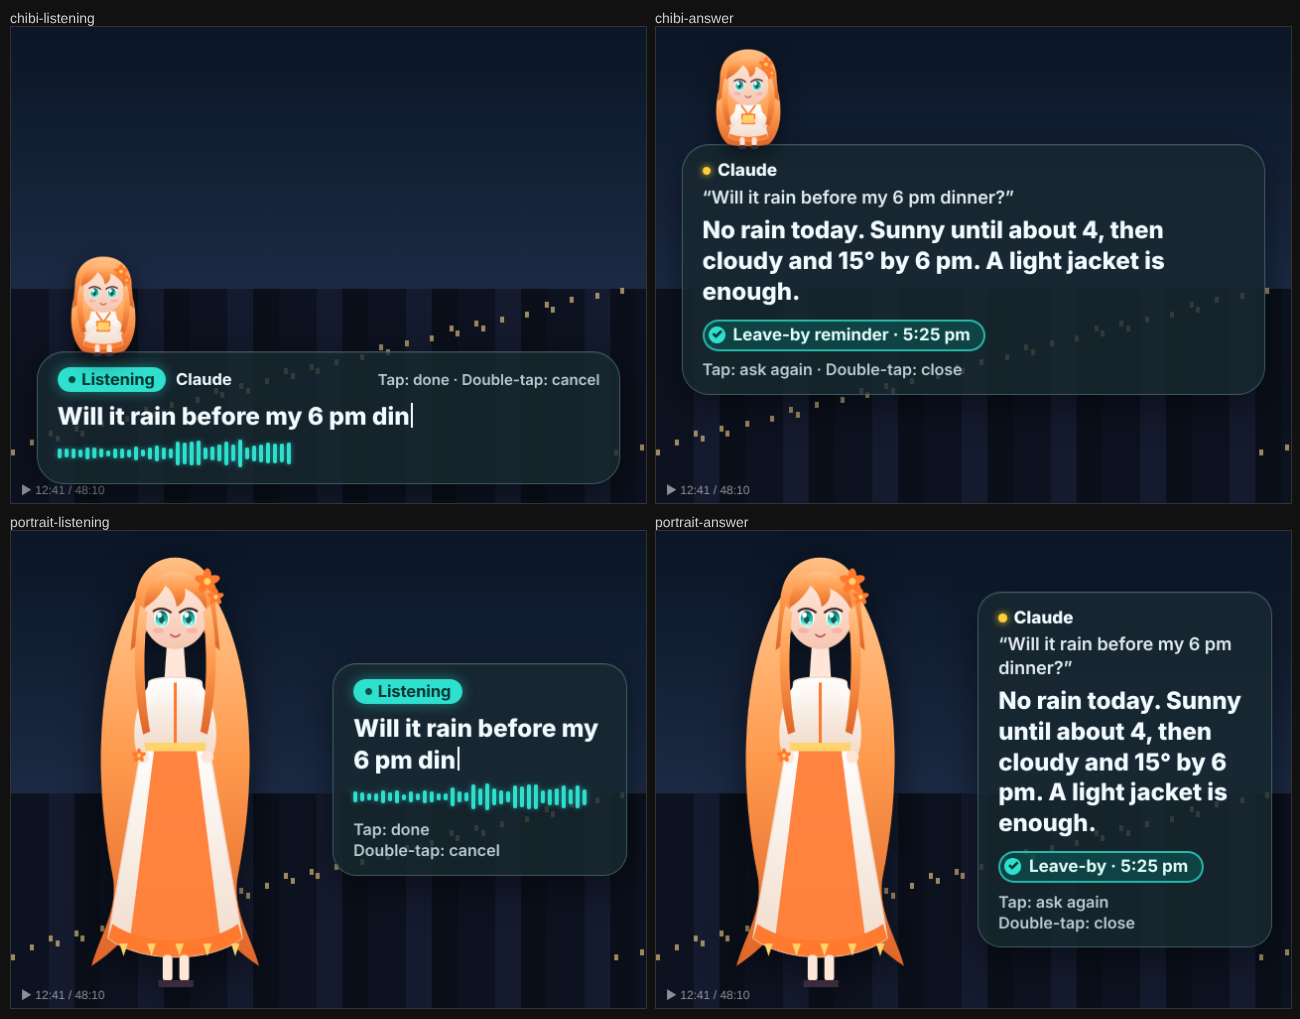 chibi-listening
Listening Claude Tap: done · Double-tap: cancel
Will it rain before my 6 pm din
12:41 / 48:10
chibi-answer
Claude
“Will it rain before my 6 pm dinner?”
No rain today. Sunny until about 4, then
cloudy and 15° by 6 pm. A light jacket is
enough.
Leave-by reminder · 5:25 pm
Tap: ask again · Double-tap: close
12:41 / 48:10
portrait-listening
Listening
Will it rain before my
6 pm din
Tap: done
Double-tap: cancel
12:41 / 48:10
portrait-answer
Claude
“Will it rain before my 6 pm
dinner?”
No rain today. Sunny
until about 4, then
cloudy and 15° by 6
pm. A light jacket is
enough.
Leave-by · 5:25 pm
Tap: ask again
Double-tap: close
12:41 / 48:10